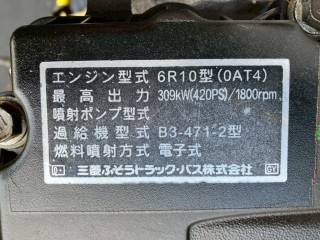 エンジン型式 6R10型(0AT4)
最高出力 309kW(420PS)/1800rpm
噴射ポンプ型式
過給機型式 B3-471-2型
燃料噴射方式 電子式
三菱ふそうトラック・バス株式会社